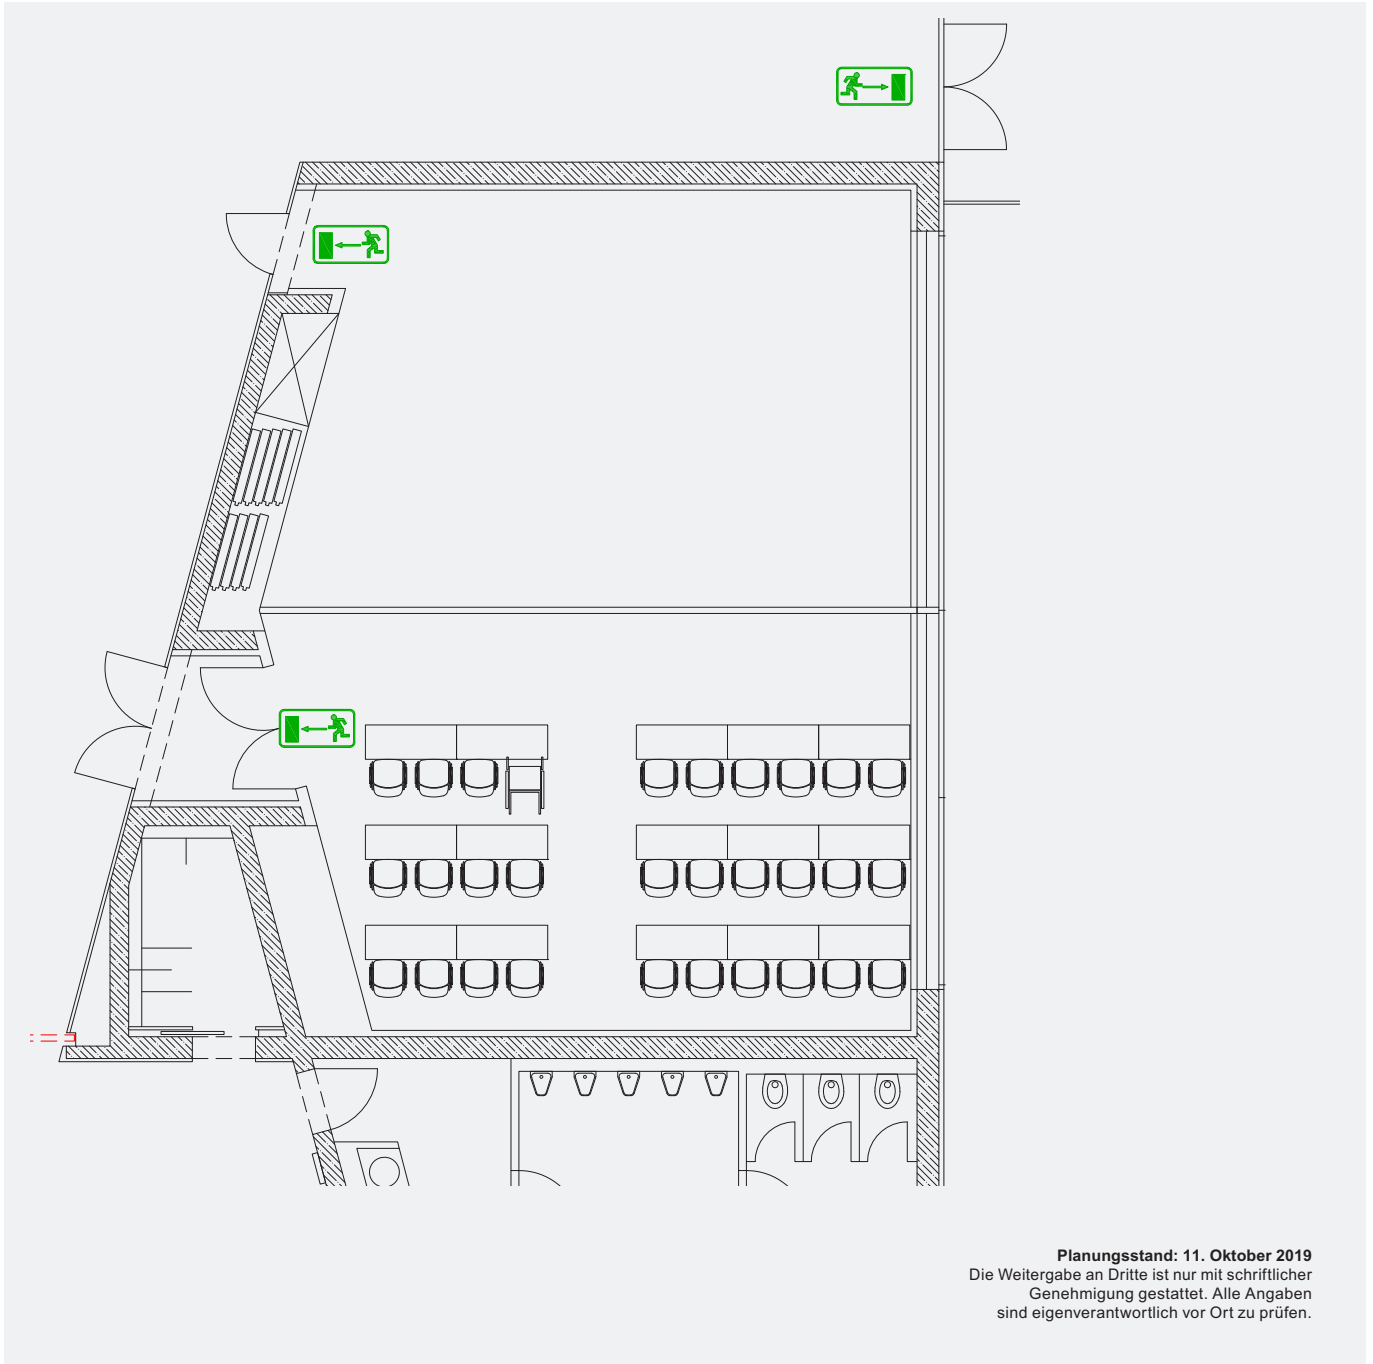 Planungsstand: 11. Oktober 2019
Die Weitergabe an Dritte ist nur mit schriftlicher
Genehmigung gestattet. Alle Angaben
sind eigenverantwortlich vor Ort zu prüfen.